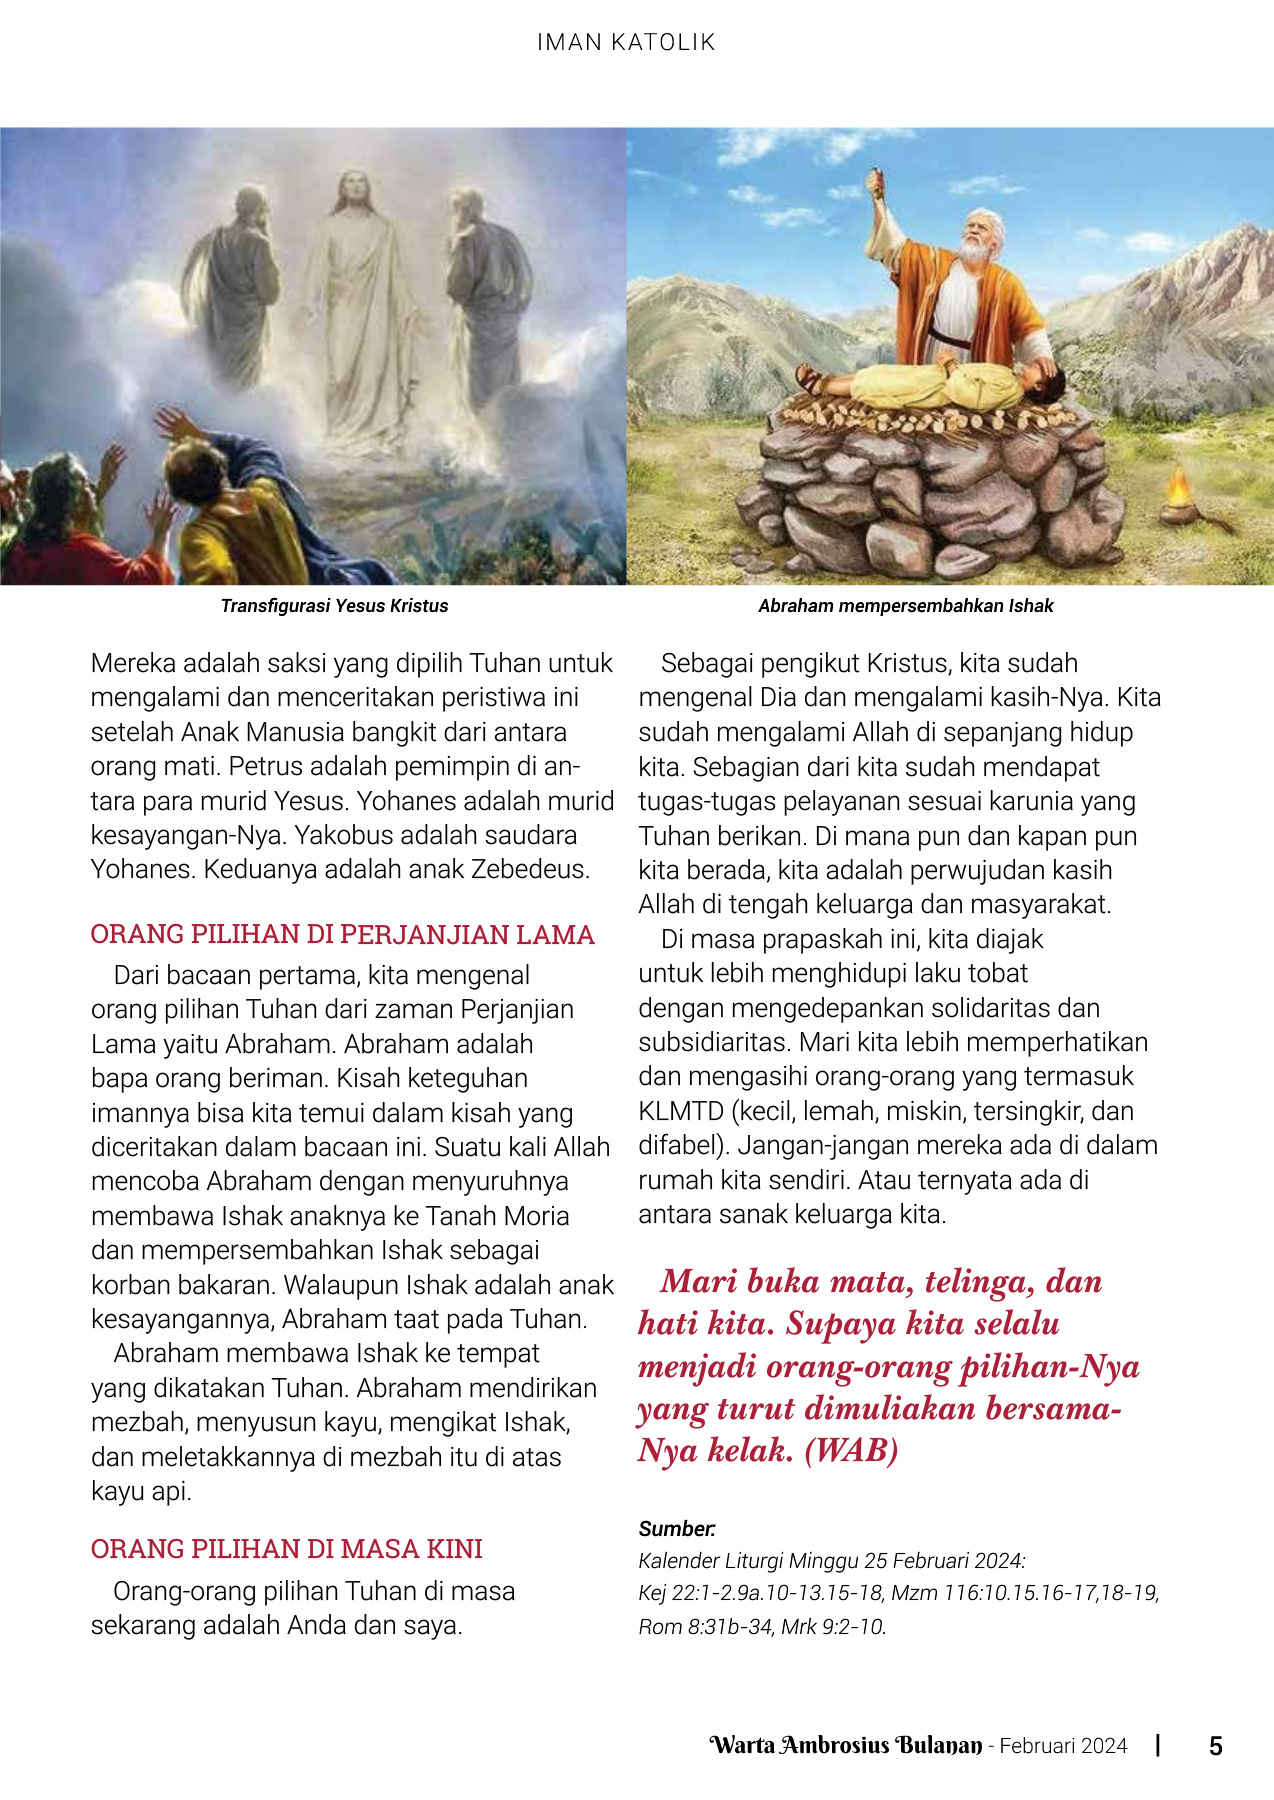 IMAN KATOLIK
Transfigurasi Yesus Kristus
Abraham mempersembahkan Ishak
Mereka adalah saksi yang dipilih Tuhan untuk
mengalami dan menceritakan peristiwa ini
setelah Anak Manusia bangkit dari antara
orang mati. Petrus adalah pemimpin di an-
tara para murid Yesus. Yohanes adalah murid
kesayangan-Nya. Yakobus adalah saudara
Yohanes. Keduanya adalah anak Zebedeus.
ORANG PILIHAN DI PERJANJIAN LAMA
Dari bacaan pertama, kita mengenal
orang pilihan Tuhan dari zaman Perjanjian
Lama yaitu Abraham. Abraham adalah
bapa orang beriman. Kisah keteguhan
imannya bisa kita temui dalam kisah yang
diceritakan dalam bacaan ini. Suatu kali Allah
mencoba Abraham dengan menyuruhnya
membawa Ishak anaknya ke Tanah Moria
dan mempersembahkan Ishak sebagai
korban bakaran. Walaupun Ishak adalah anak
kesayangannya, Abraham taat pada Tuhan.
Abraham membawa Ishak ke tempat
yang dikatakan Tuhan. Abraham mendirikan
mezbah, menyusun kayu, mengikat Ishak,
dan meletakkannya di mezbah itu di atas
kayu api.
ORANG PILIHAN DI MASA KINI
Orang-orang pilihan Tuhan di masa
sekarang adalah Anda dan saya.
Sebagai pengikut Kristus, kita sudah
mengenal Dia dan mengalami kasih-Nya. Kita
sudah mengalami Allah di sepanjang hidup
kita. Sebagian dari kita sudah mendapat
tugas-tugas pelayanan sesuai karunia yang
Tuhan berikan. Di mana pun dan kapan pun
kita berada, kita adalah perwujudan kasih
Allah di tengah keluarga dan masyarakat.
Di masa prapaskah ini, kita diajak
untuk lebih menghidupi laku tobat
dengan mengedepankan solidaritas dan
subsidiaritas. Mari kita lebih memperhatikan
dan mengasihi orang-orang yang termasuk
KLMTD (kecil, lemah, miskin, tersingkir, dan
difabel). Jangan-jangan mereka ada di dalam
rumah kita sendiri. Atau ternyata ada di
antara sanak keluarga kita.
Mari buka mata, telinga, dan
hati kita. Supaya kita selalu
menjadi orang-orang pilihan-Nya
yang turut dimuliakan bersama-
Nya kelak. (WAB)
Sumber:
Kalender Liturgi Minggu 25 Februari 2024:
Kej 22:1-2.9a.10-13.15-18, Mzm 116:10.15.16-17,18-19,
Rom 8:31b-34, Mrk 9:2-10.
Warta Ambrosius Bulanan - Februari 2024 | 5